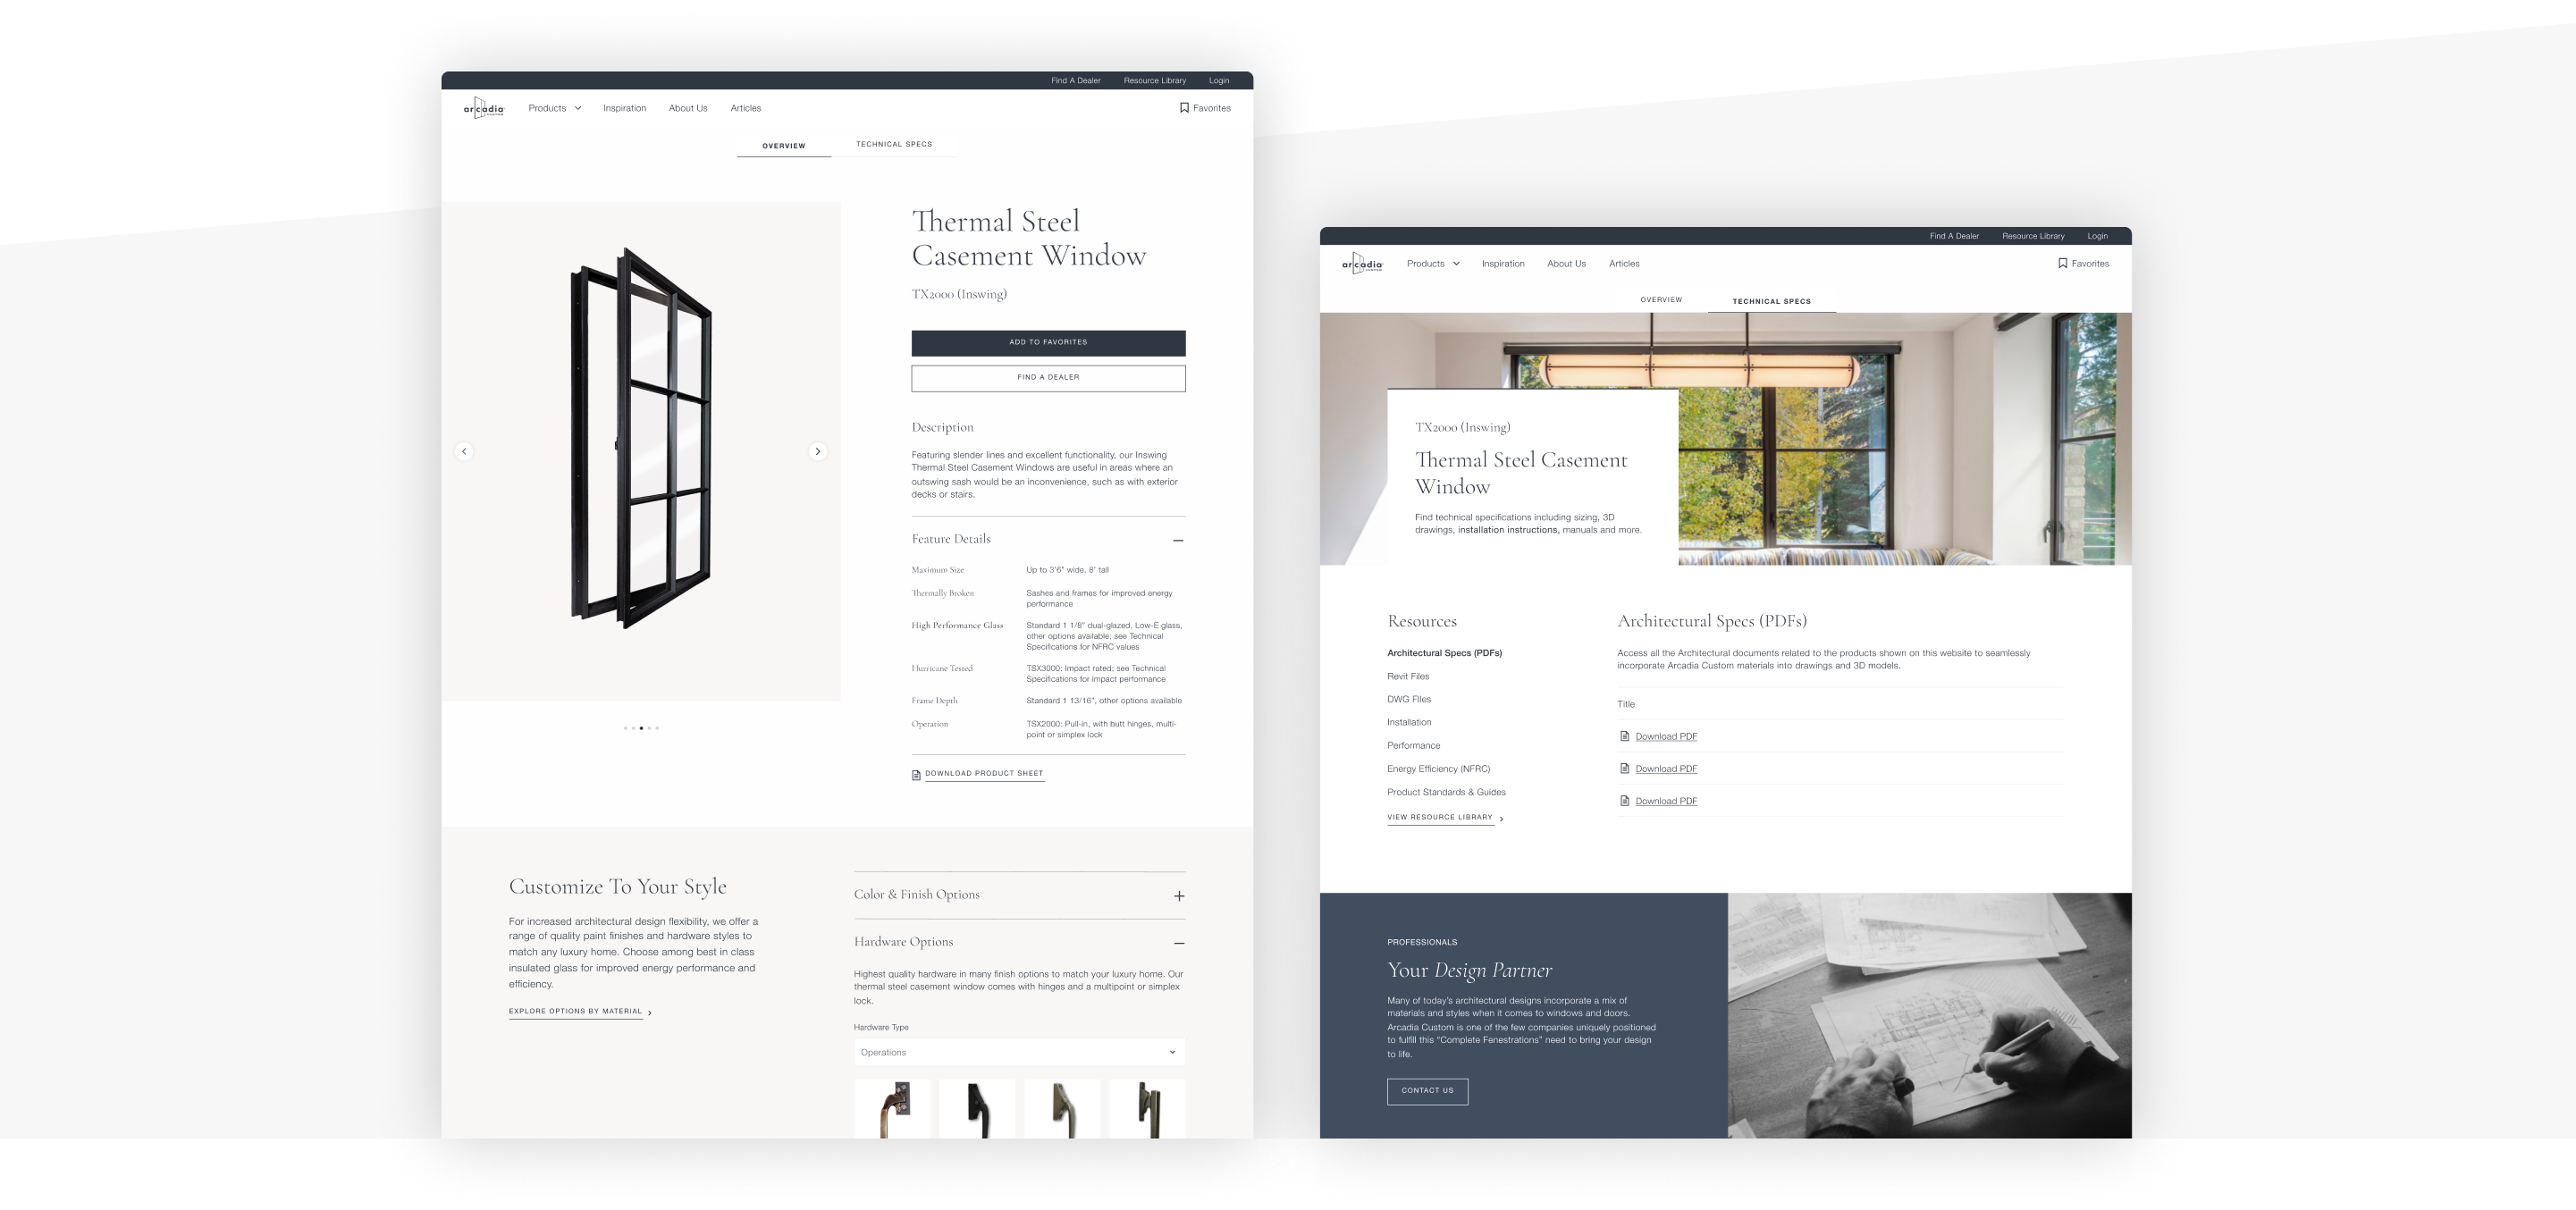 Find A Dealer Resource Library Login
arcadia Products Inspiration About Us Articles Favorites
OVERVIEW TECHNICAL SPECS
Thermal Steel
Casement Window
TX2000 (Inswing)
ADD TO FAVORITES
FIND A DEALER
Description
Featuring slender lines and excellent functionality, our Inswing
Thermal Steel Casement Windows are useful in areas where an
outswing sash would be an inconvenience, such as with exterior
decks or stairs.
Feature Details
Maximum Size Up to 3'6" wide, 8' tall
Thermally Broken Sashes and frames for improved energy
performance
High Performance Glass Standard 1 1/8" dual-glazed, Low-E glass,
other options available; see Technical
Specifications for NFRC values
Hurricane Tested TSX3000: Impact rated; see Technical
Specifications for impact performance
Frame Depth Standard 1 13/16", other options available
Operation TSX2000: Pull-in, with butt hinges, multi-
point or simplex lock
DOWNLOAD PRODUCT SHEET
Customize To Your Style
For increased architectural design flexibility, we offer a
range of quality paint finishes and hardware styles to
match any luxury home. Choose among best in class
insulated glass for improved energy performance and
efficiency.
EXPLORE OPTIONS BY MATERIAL
Color & Finish Options
Hardware Options
Highest quality hardware in many finish options to match your luxury home. Our
thermal steel casement window comes with hinges and a multipoint or simplex
lock.
Hardware Type
Operations
Find A Dealer Resource Library Login
arcadia Products Inspiration About Us Articles Favorites
OVERVIEW TECHNICAL SPECS
TX2000 (Inswing)
Thermal Steel Casement
Window
Find technical specifications including sizing, 3D
drawings, installation instructions, manuals and more.
Resources
Architectural Specs (PDFs)
Revit Files
DWG FIles
Installation
Performance
Energy Efficiency (NFRC)
Product Standards & Guides
VIEW RESOURCE LIBRARY
Architectural Specs (PDFs)
Access all the Architectural documents related to the products shown on this website to seamlessly
incorporate Arcadia Custom materials into drawings and 3D models.
Title
Download PDF
Download PDF
Download PDF
PROFESSIONALS
Your Design Partner
Many of today's architectural designs incorporate a mix of
materials and styles when it comes to windows and doors.
Arcadia Custom is one of the few companies uniquely positioned
to fulfill this “Complete Fenestrations” need to bring your design
to life.
CONTACT US